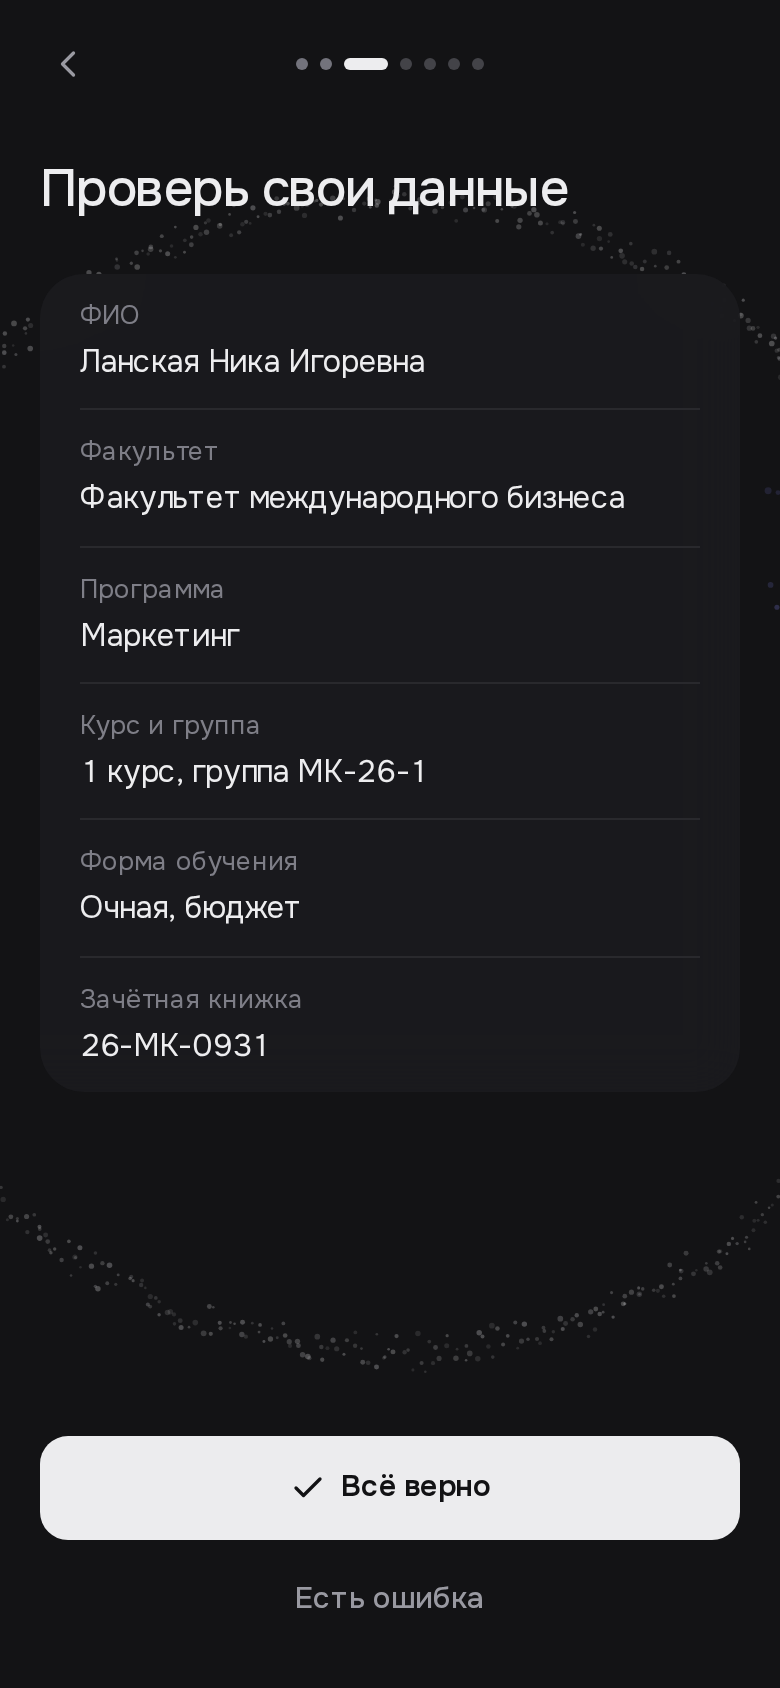 Проверь свои данные
ФИО
Ланская Ника Игоревна
Факультет
Факультет международного бизнеса
Программа
Маркетинг
Курс и группа
1 курс, группа МК-26-1
Форма обучения
Очная, бюджет
Зачётная книжка
26-МК-0931
Всё верно
Есть ошибка